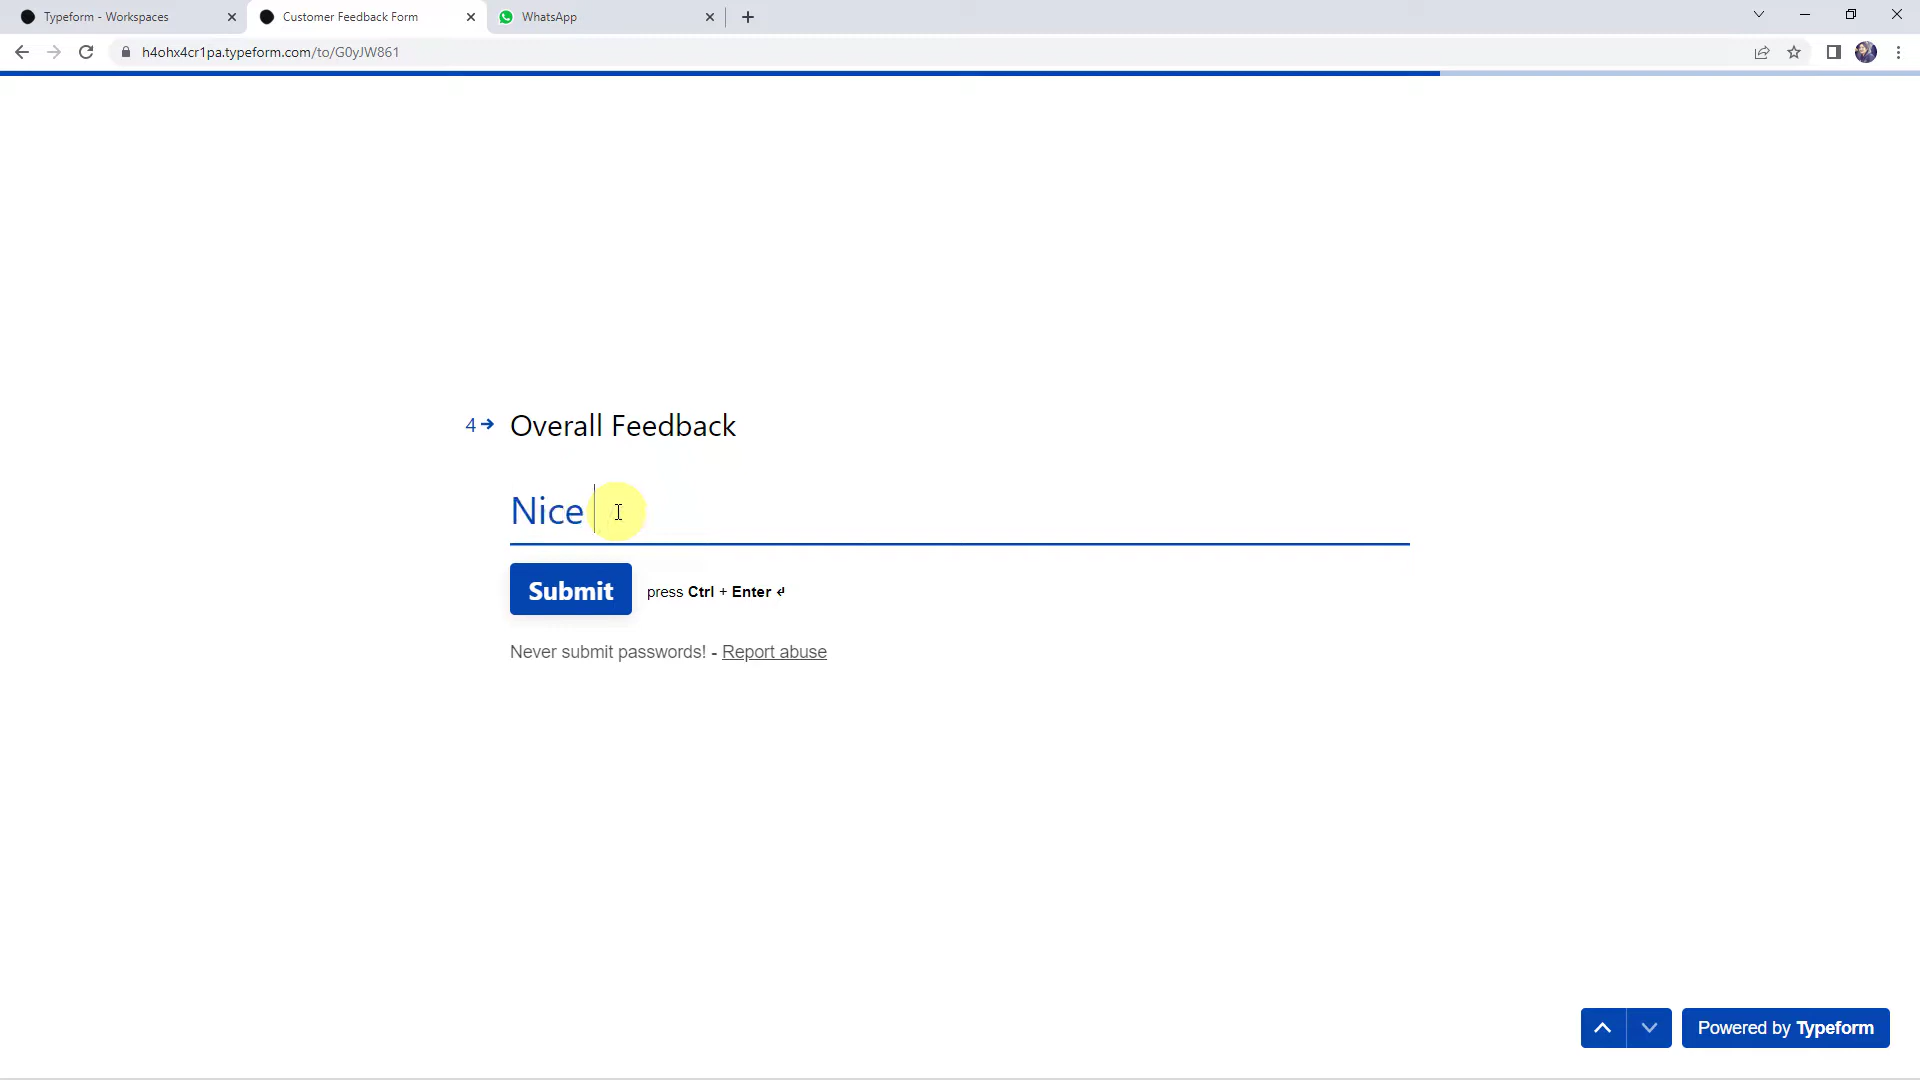 Typeform - Workspaces
Customer Feedback Form
WhatsApp
h4ohx4cr1pa.typeform.com/to/G0yJW861
4 Overall Feedback
Nice
Submit press Ctrl + Enter ↵
Never submit passwords! - Report abuse
Powered by Typeform